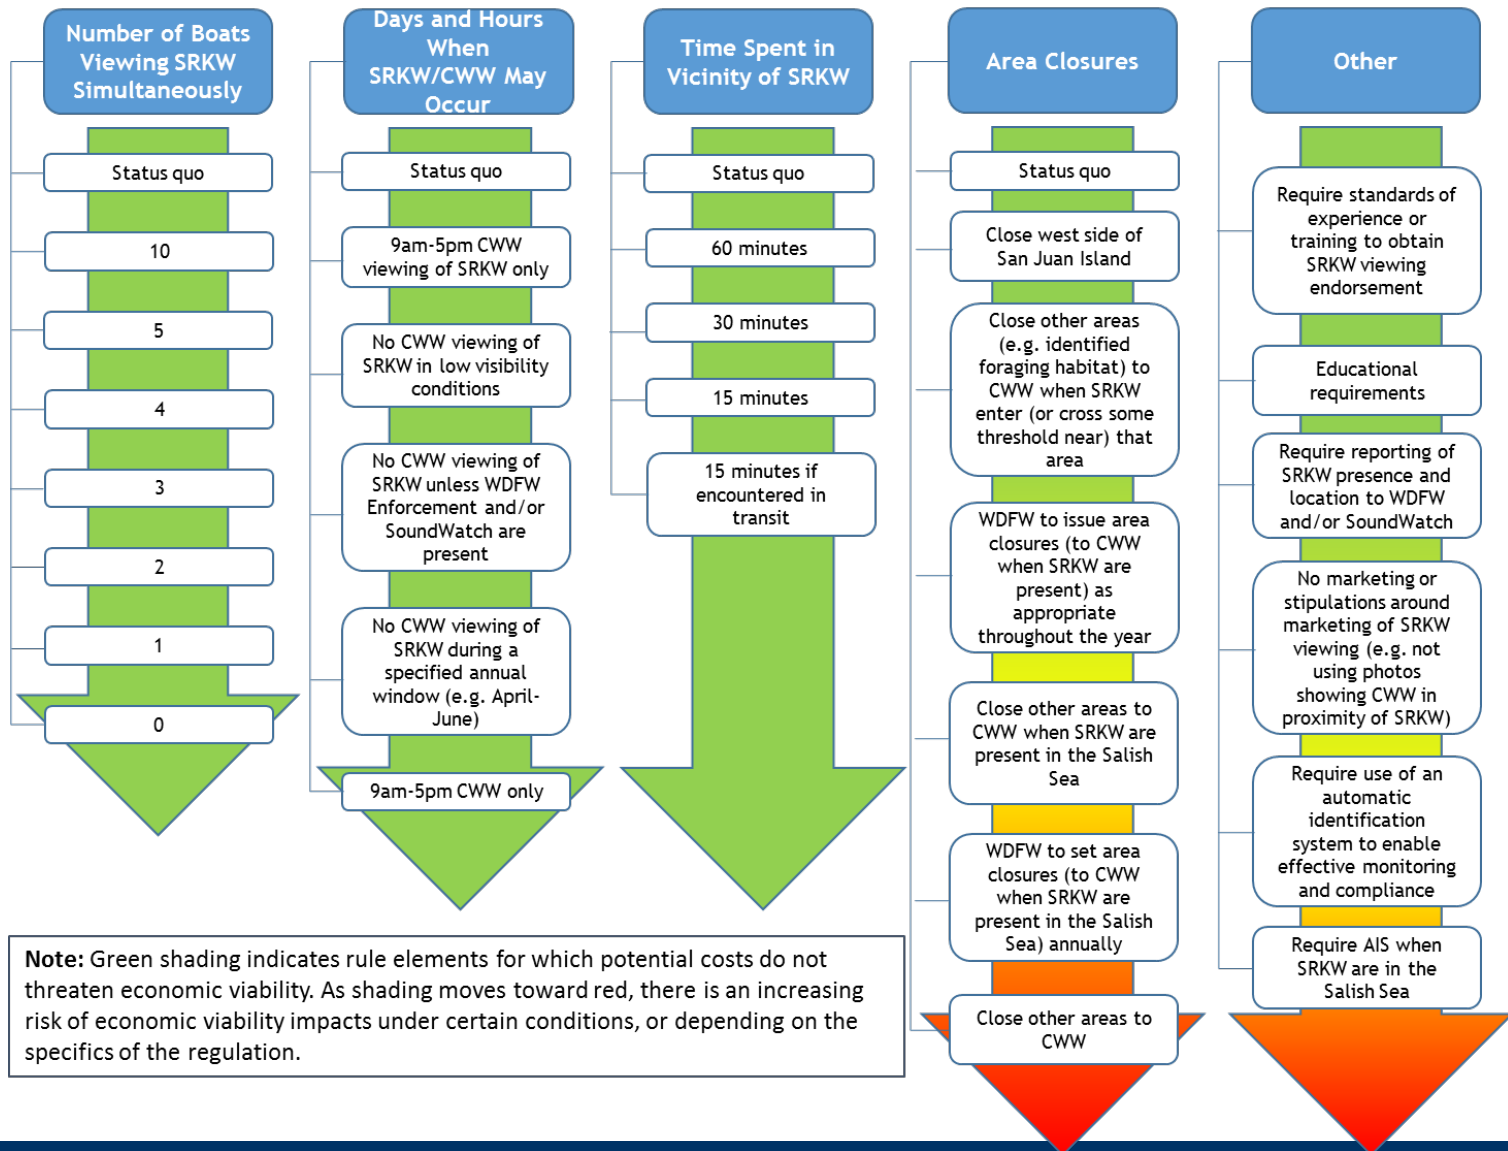 Number of Boats
Viewing SRKW
Simultaneously
Status quo
10
5
4
3
2
1
0
Days and Hours
When
SRKW/CWW May
Occur
Status quo
9am-5pm CWW
viewing of SRKW only
No CWW viewing of
SRKW in low visibility
conditions
No CWW viewing of
SRKW unless WDFW
Enforcement and/or
SoundWatch are
present
No CWW viewing of
SRKW during a
specified annual
window (e.g. April-
June)
9am-5pm CWW only
Time Spent in
Vicinity of SRKW
Status quo
60 minutes
30 minutes
15 minutes
15 minutes if
encountered in
transit
Area Closures
Status quo
Close west side of
San Juan Island
Close other areas
(e.g. identified
foraging habitat) to
CWW when SRKW
enter (or cross some
threshold near) that
area
WDFW to issue area
closures (to CWW
when SRKW are
present) as
appropriate
throughout the year
Close other areas to
CWW when SRKW are
present in the Salish
Sea
WDFW to set area
closures (to CWW
when SRKW are
present in the Salish
Sea) annually
Close other areas to
CWW
Other
Require standards of
experience or
training to obtain
SRKW viewing
endorsement
Educational
requirements
Require reporting of
SRKW presence and
location to WDFW
and/or SoundWatch
No marketing or
stipulations around
marketing of SRKW
viewing (e.g. not
using photos
showing CWW in
proximity of SRKW)
Require use of an
automatic
identification
system to enable
effective monitoring
and compliance
Require AIS when
SRKW are in the
Salish Sea
Note: Green shading indicates rule elements for which potential costs do not
threaten economic viability. As shading moves toward red, there is an increasing
risk of economic viability impacts under certain conditions, or depending on the
specifics of the regulation.